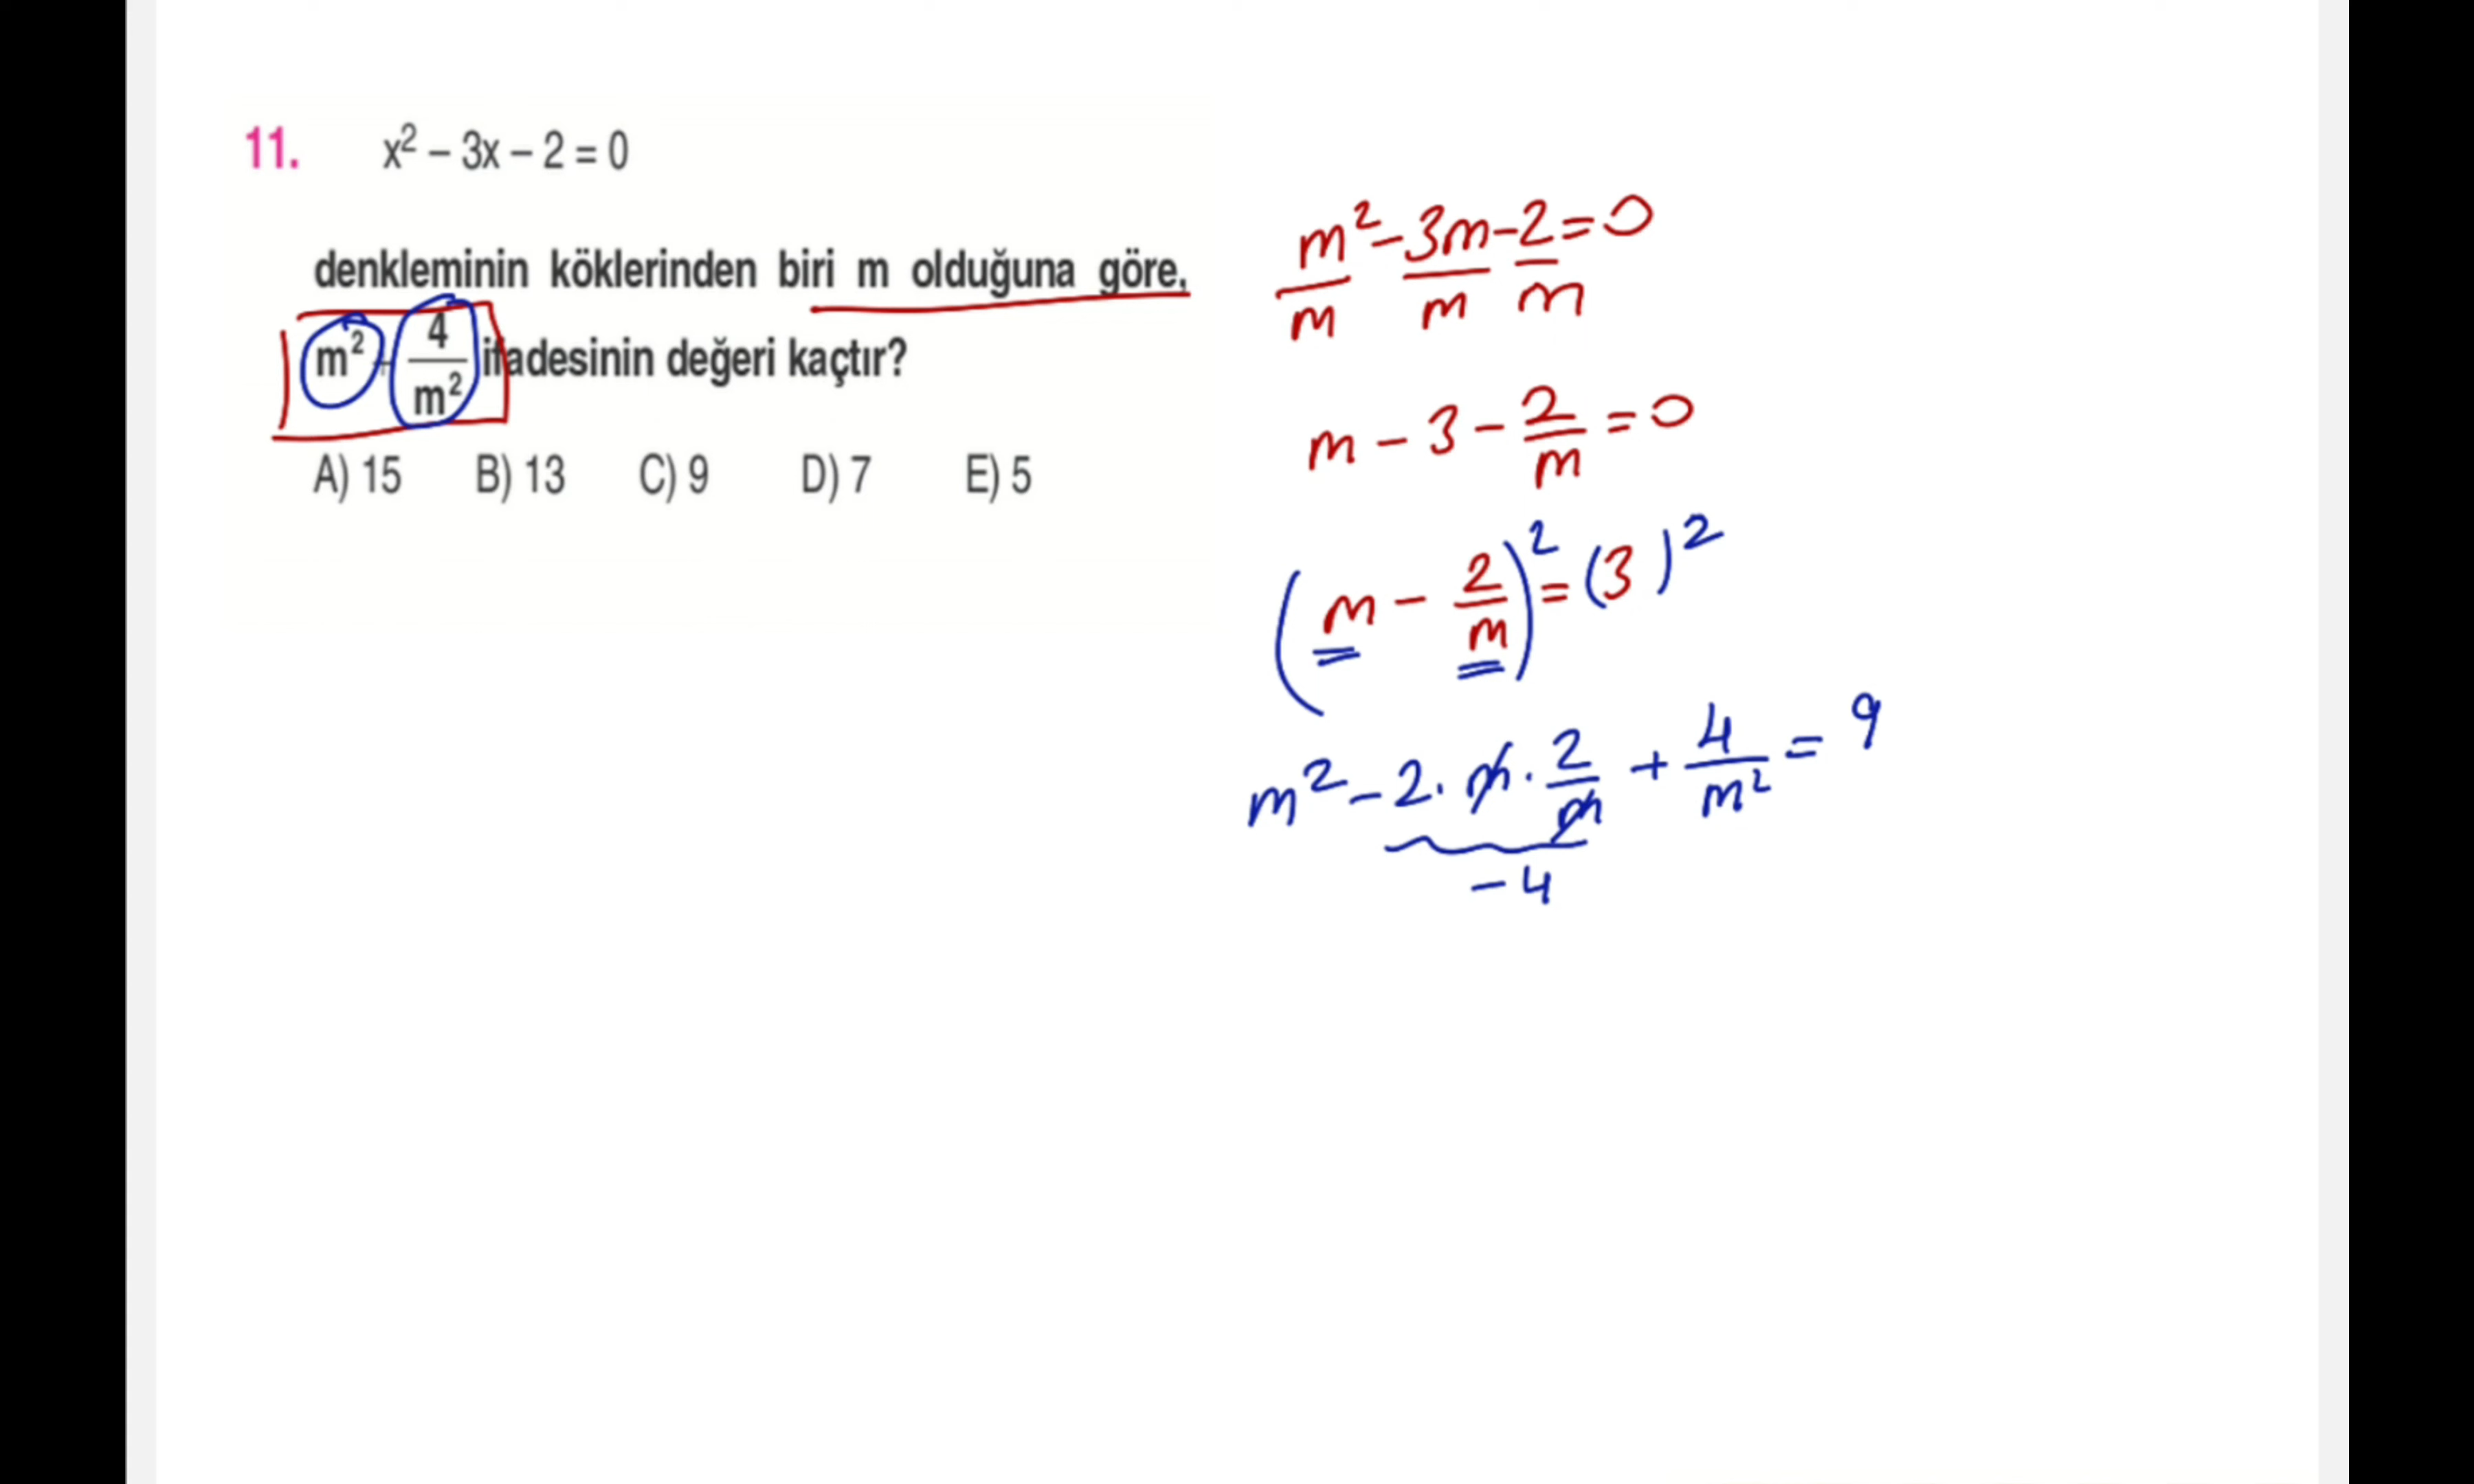 11. x² – 3x – 2 = 0
denkleminin köklerinden biri m olduğuna göre,
m² + 4/m² ifadesinin değeri kaçtır?
A) 15 B) 13 C) 9 D) 7 E) 5
m²/m - 3m/m - 2/m = 0
m - 3 - 2/m = 0
(m - 2/m)² = (3)²
m² - 2 · m · 2/m + 4/m² = 9
-4